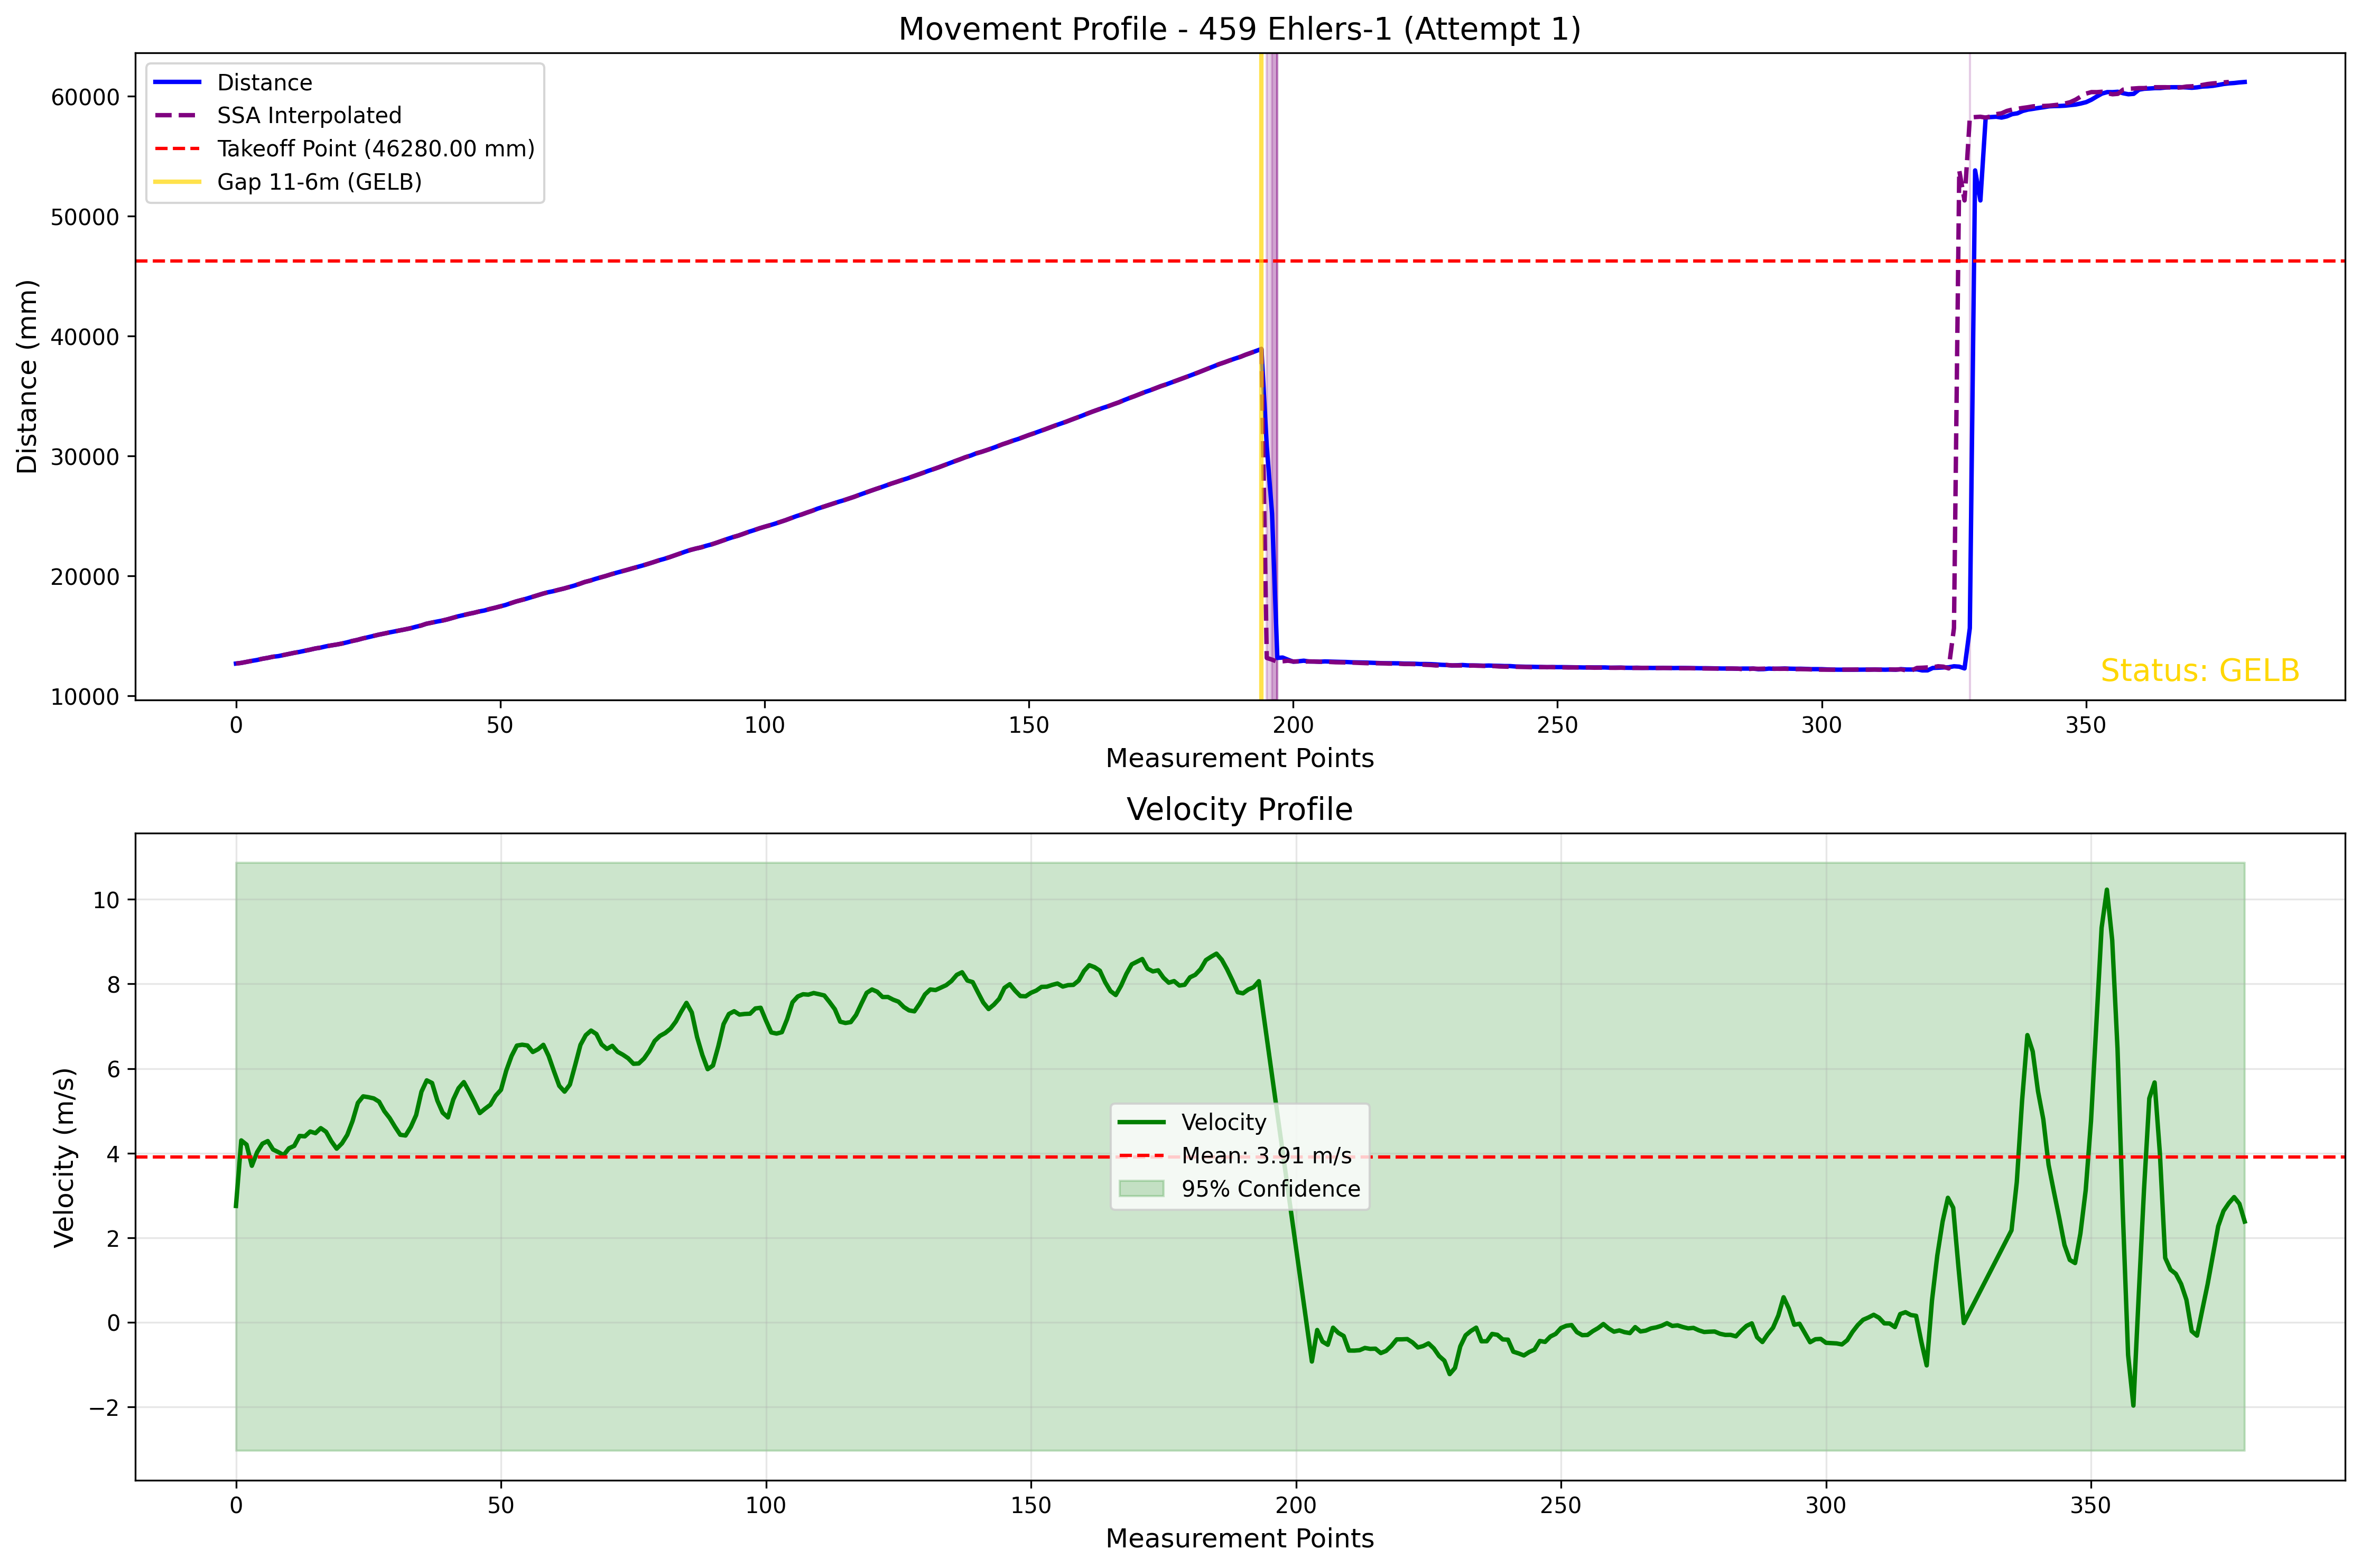 Movement Profile - 459 Ehlers-1 (Attempt 1)
Distance
SSA Interpolated
Takeoff Point (46280.00 mm)
Gap 11-6m (GELB)
60000
50000
40000
30000
20000
10000
Distance (mm)
Status: GELB
0 50 100 150 200 250 300 350
Measurement Points
Velocity Profile
10
8
6
4
2
0
−2
Velocity (m/s)
Velocity
Mean: 3.91 m/s
95% Confidence
0 50 100 150 200 250 300 350
Measurement Points